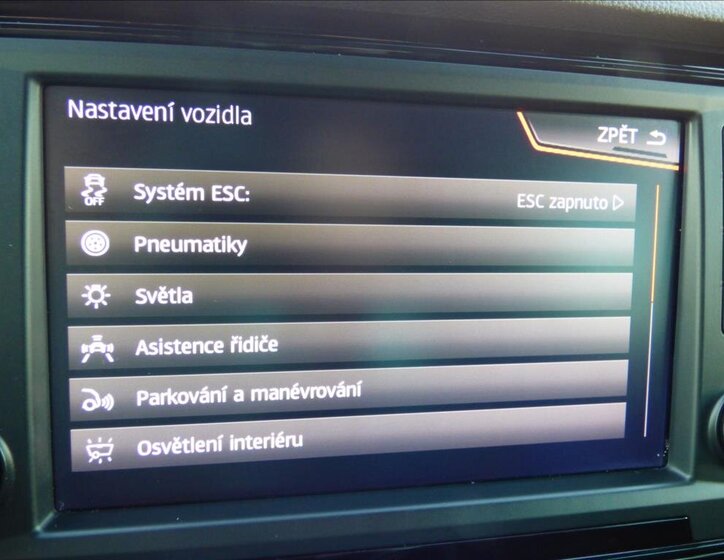 Nastavení vozidla
ZPĚT
Systém ESC: ESC zapnuto
OFF
Pneumatiky
Světla
Asistence řidiče
Parkování a manévrování
Osvětlení interiéru